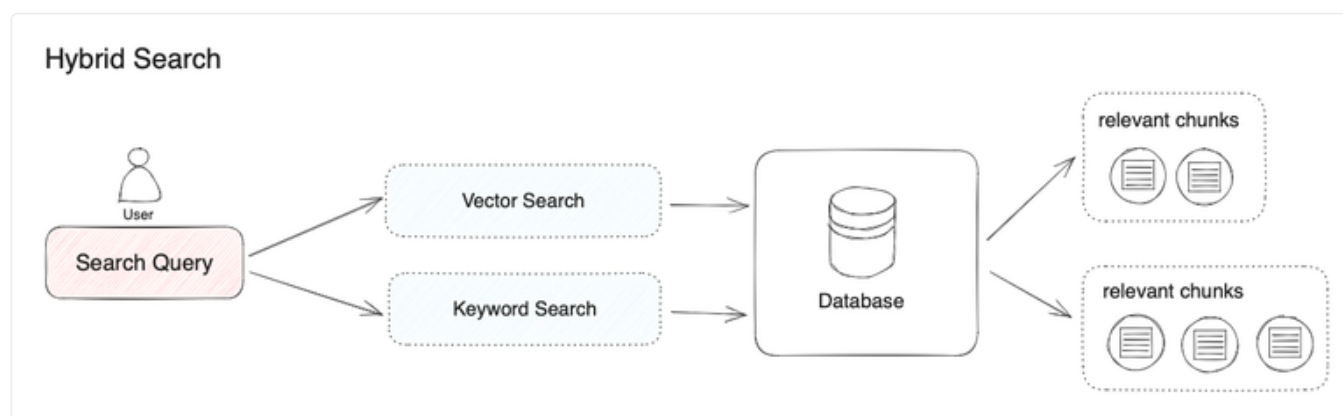 Hybrid Search
User
Search Query
Vector Search
Keyword Search
Database
relevant chunks
relevant chunks